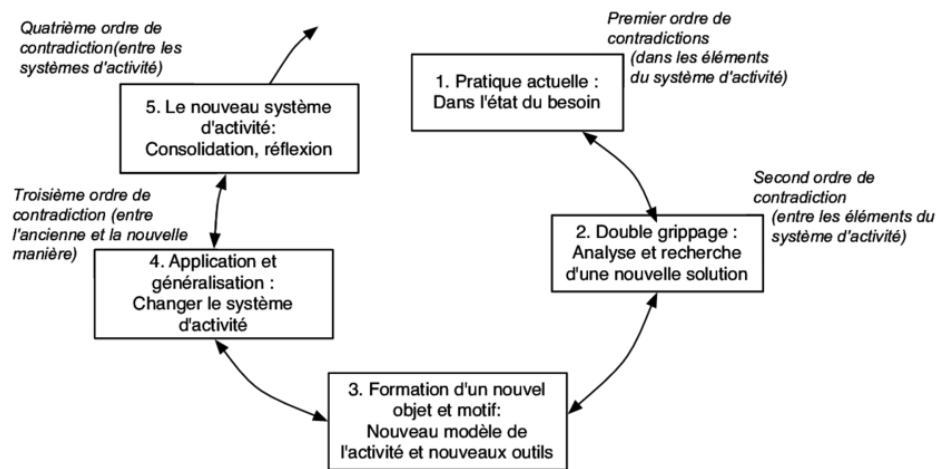 Quatrième ordre de
contradiction(entre les
systèmes d'activité)
Premier ordre de
contradictions
(dans les éléments
du système d'activité)
1. Pratique actuelle :
Dans l'état du besoin
5. Le nouveau système
d'activité:
Consolidation, réflexion
Troisième ordre de
contradiction (entre
l'ancienne et la nouvelle
manière)
Second ordre de
contradiction
(entre les éléments du
système d'activité)
2. Double grippage :
Analyse et recherche
d'une nouvelle solution
4. Application et
généralisation :
Changer le système
d'activité
3. Formation d'un nouvel
objet et motif:
Nouveau modèle de
l'activité et nouveaux outils